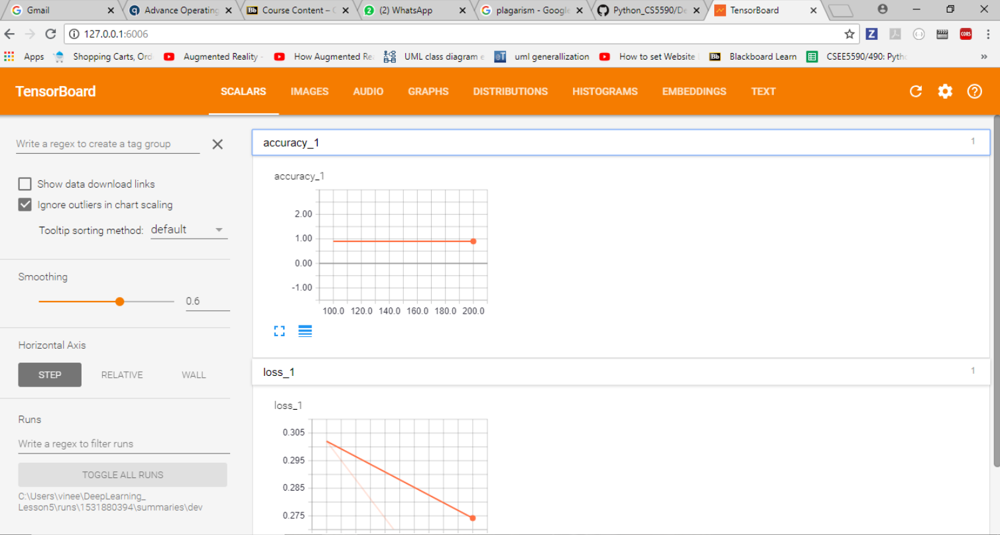 Gmail
Advance Operating
Course Content – C
(2) WhatsApp
plagarism - Google
Python_CS5590/De
TensorBoard
127.0.0.1:6006
Apps
Shopping Carts, Ord
Augmented Reality -
How Augmented Re
UML class diagram e
uml generallization
How to set Website
Bb Blackboard Learn
CSEE5590/490: Pytho
»
TensorBoard
SCALARS
IMAGES
AUDIO
GRAPHS
DISTRIBUTIONS
HISTOGRAMS
EMBEDDINGS
TEXT
Write a regex to create a tag group
Show data download links
Ignore outliers in chart scaling
Tooltip sorting method: default
Smoothing
0.6
Horizontal Axis
STEP
RELATIVE
WALL
Runs
Write a regex to filter runs
TOGGLE ALL RUNS
C:\Users\vinee\DeepLearning_
Lesson5\runs\1531880394\summaries\dev
accuracy_1
1
accuracy_1
2.00
1.00
0.00
-1.00
100.0 120.0 140.0 160.0 180.0 200.0
loss_1
1
loss_1
0.305
0.295
0.285
0.275